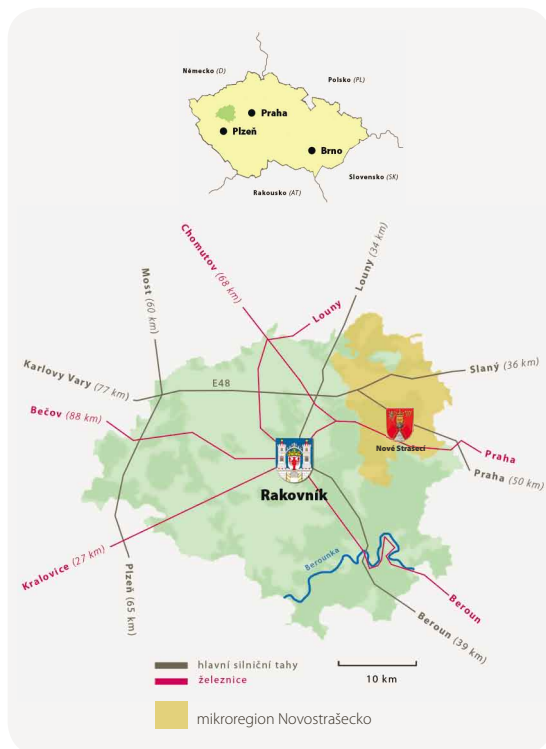 Německo (D)
Polsko (PL)
Praha
Plzeň
Brno
Slovensko (SK)
Rakousko (AT)
Chomutov (68 km)
Louny (34 km)
Most (60 km)
Louny
Karlovy Vary (77 km)
E48
Slaný (36 km)
Bečov (88 km)
Nové Strašecí
Praha
Praha (50 km)
Rakovník
Kralovice (27 km)
Plzeň (65 km)
Berounka
Beroun
Beroun (39 km)
hlavní silniční tahy
železnice
10 km
mikroregion Novostrašecko